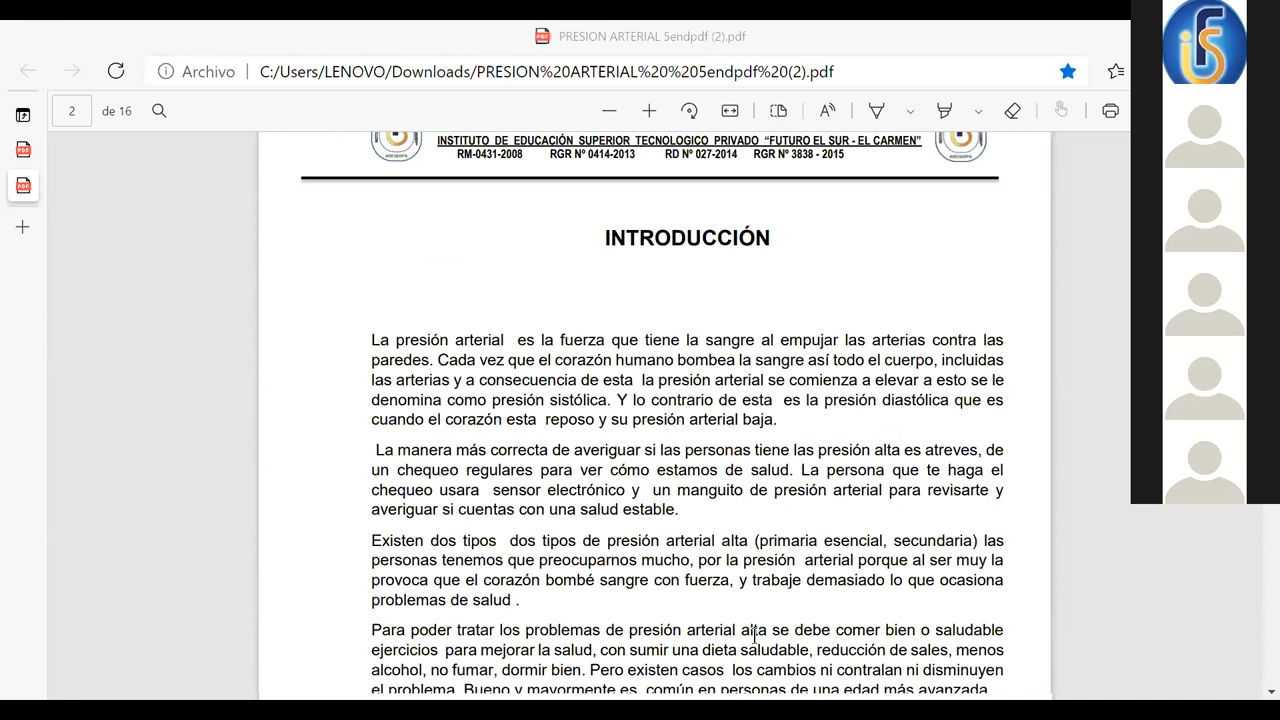 PRESION ARTERIAL 5endpdf (2).pdf
Archivo C:/Users/LENOVO/Downloads/PRESION%20ARTERIAL%20%205endpdf%20(2).pdf
2 de 16
INSTITUTO DE EDUCACIÓN SUPERIOR TECNOLOGICO PRIVADO “FUTURO EL SUR - EL CARMEN”
RM-0431-2008 RGR Nº 0414-2013 RD Nº 027-2014 RGR Nº 3838 - 2015
INTRODUCCIÓN
La presión arterial es la fuerza que tiene la sangre al empujar las arterias contra las
paredes. Cada vez que el corazón humano bombea la sangre así todo el cuerpo, incluidas
las arterias y a consecuencia de esta la presión arterial se comienza a elevar a esto se le
denomina como presión sistólica. Y lo contrario de esta es la presión diastólica que es
cuando el corazón esta reposo y su presión arterial baja.
La manera más correcta de averiguar si las personas tiene las presión alta es atreves, de
un chequeo regulares para ver cómo estamos de salud. La persona que te haga el
chequeo usara sensor electrónico y un manguito de presión arterial para revisarte y
averiguar si cuentas con una salud estable.
Existen dos tipos dos tipos de presión arterial alta (primaria esencial, secundaria) las
personas tenemos que preocuparnos mucho, por la presión arterial porque al ser muy la
provoca que el corazón bombé sangre con fuerza, y trabaje demasiado lo que ocasiona
problemas de salud .
Para poder tratar los problemas de presión arterial alta se debe comer bien o saludable
ejercicios para mejorar la salud, con sumir una dieta saludable, reducción de sales, menos
alcohol, no fumar, dormir bien. Pero existen casos los cambios ni contralan ni disminuyen
el problema. Bueno y mayormente es común en personas de una edad más avanzada